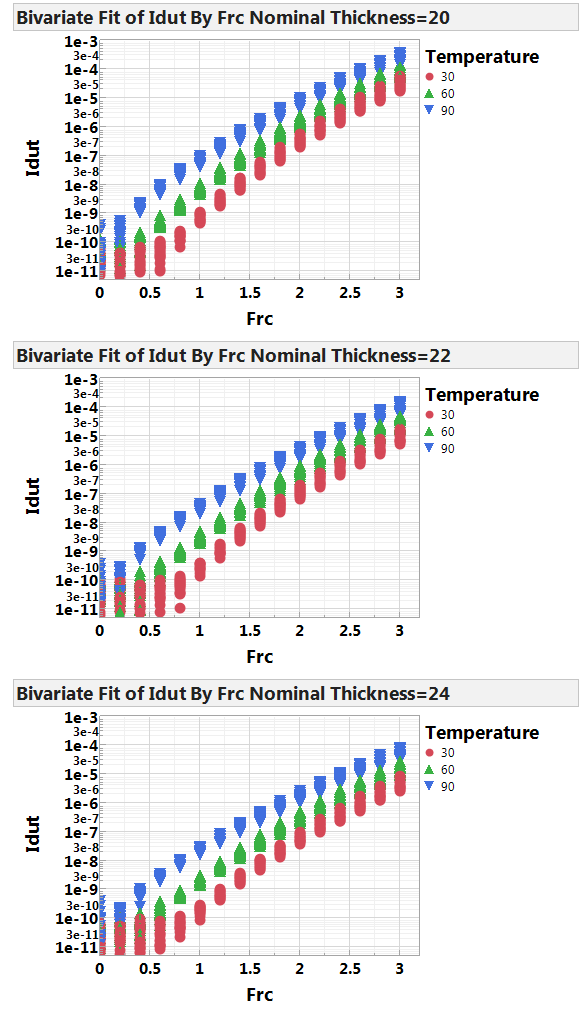 Bivariate Fit of Idut By Frc Nominal Thickness=20
1e-3
3e-4
1e-4
3e-5
1e-5
3e-6
1e-6
3e-7
1e-7
3e-8
1e-8
3e-9
1e-9
3e-10
1e-10
3e-11
1e-11
Idut
0 0.5 1 1.5 2 2.5 3
Frc
Temperature
30
60
90
Bivariate Fit of Idut By Frc Nominal Thickness=22
1e-3
3e-4
1e-4
3e-5
1e-5
3e-6
1e-6
3e-7
1e-7
3e-8
1e-8
3e-9
1e-9
3e-10
1e-10
3e-11
1e-11
Idut
0 0.5 1 1.5 2 2.5 3
Frc
Temperature
30
60
90
Bivariate Fit of Idut By Frc Nominal Thickness=24
1e-3
3e-4
1e-4
3e-5
1e-5
3e-6
1e-6
3e-7
1e-7
3e-8
1e-8
3e-9
1e-9
3e-10
1e-10
3e-11
1e-11
Idut
0 0.5 1 1.5 2 2.5 3
Frc
Temperature
30
60
90